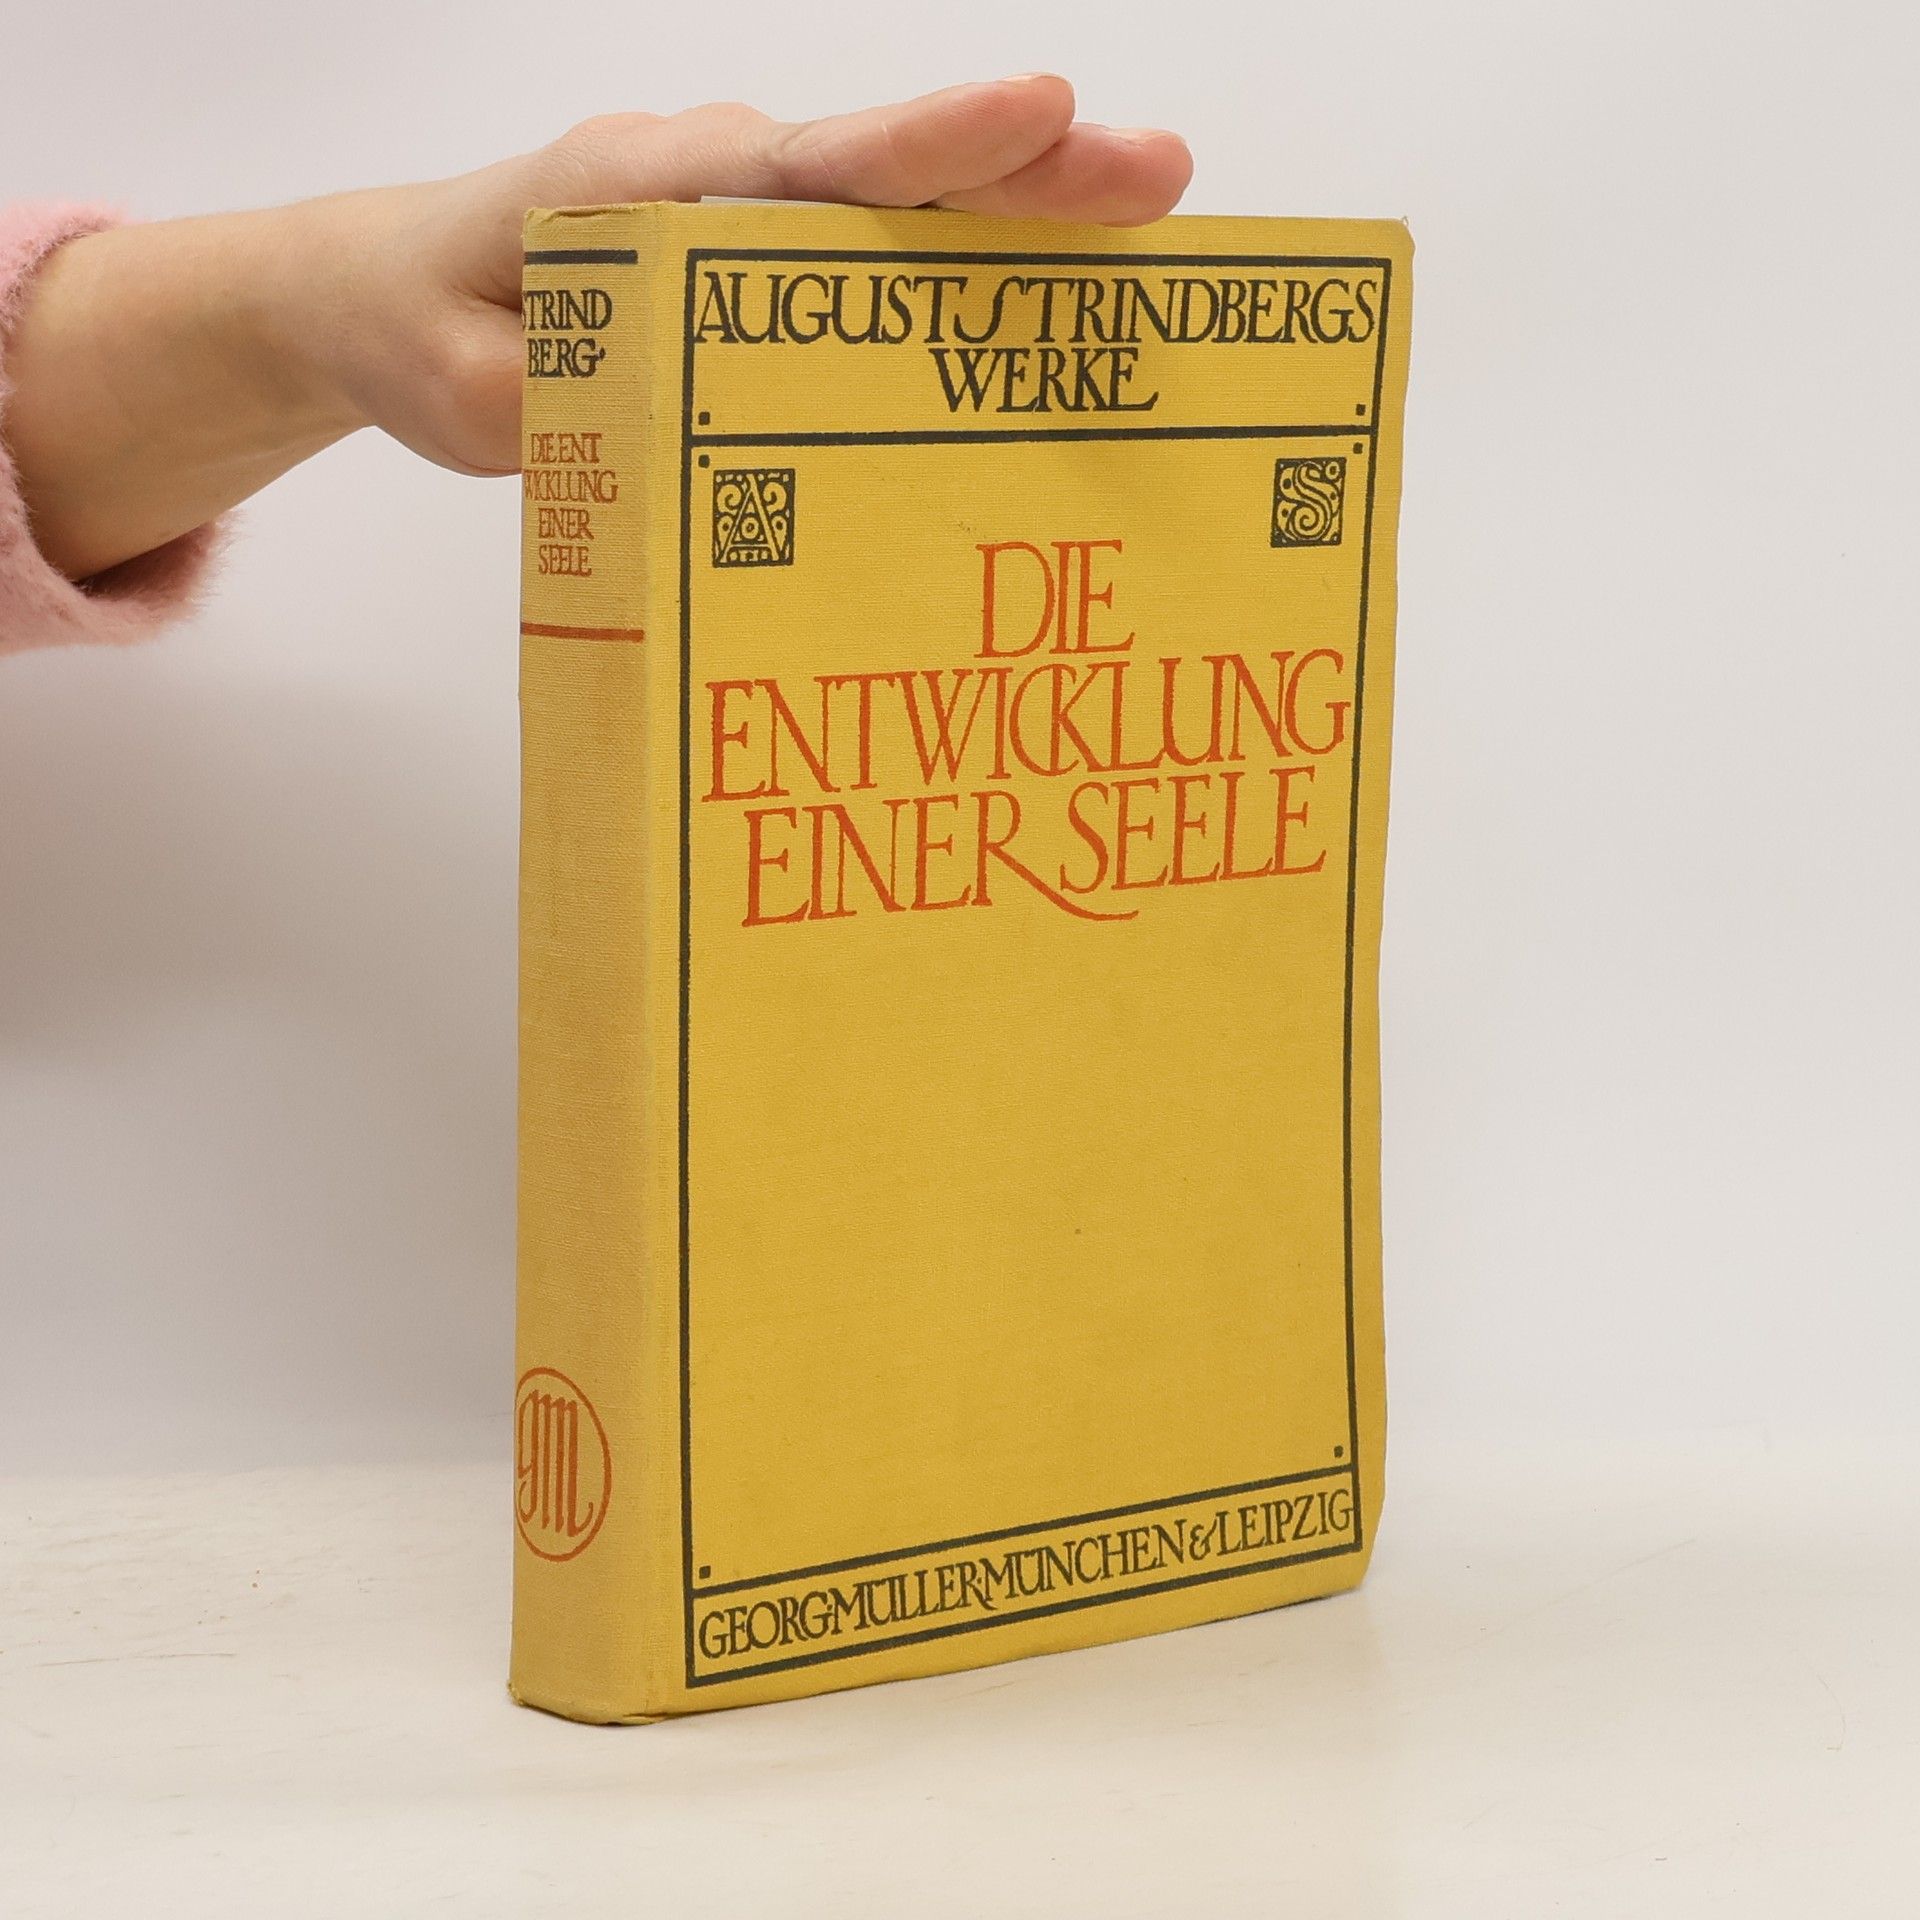 STRIND
BERG·
DIE ENT
WICKLUNG
EINER
SEELE
GM
AUGUST STRINDBERGS
WERKE
A S
DIE
ENTWICKLUNG
EINER SEELE
GEORG·MÜLLER·MÜNCHEN & LEIPZIG